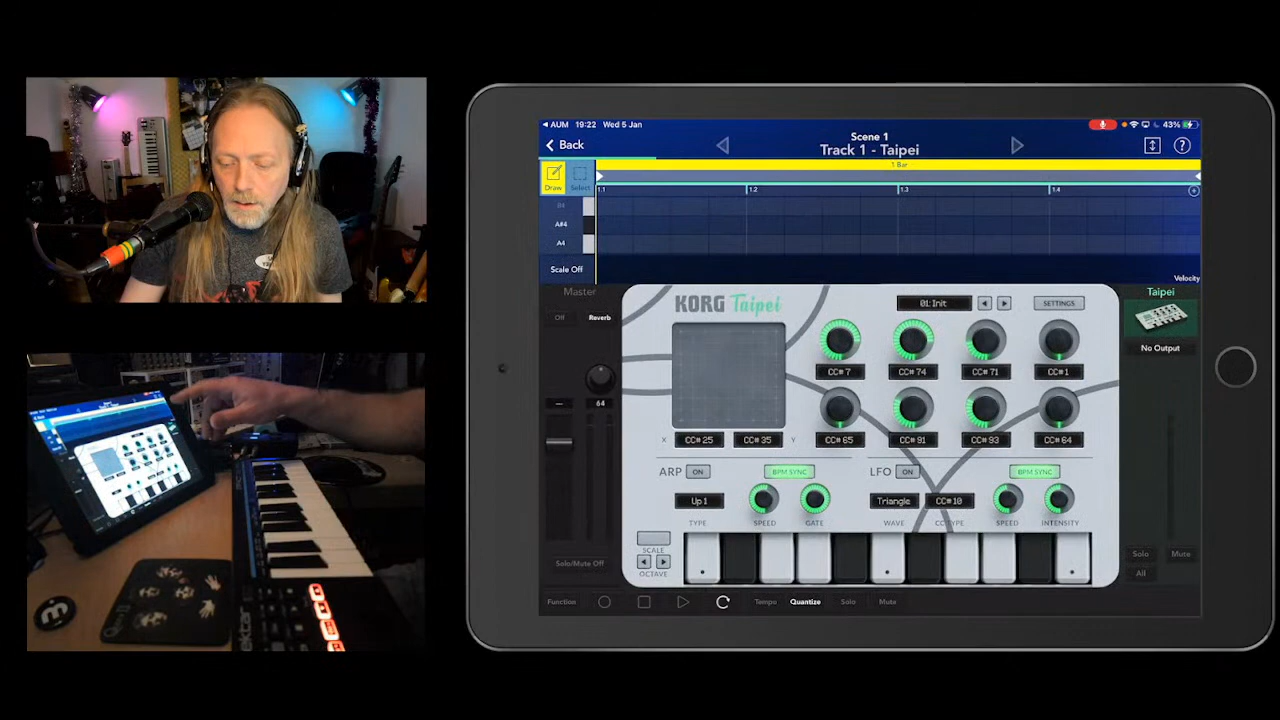 AUM 19:22 Wed 5 Jan 43%
Back
Scene 1
Track 1 - Taipei
1 Bar
Draw
Select
1.1 1.2 1.3 1.4
B4
A#4
A4
Scale Off
Velocity
Master
Off Reverb
64
Solo/Mute Off
KORG Taipei
01: Init
SETTINGS
CC# 7 CC# 74 CC# 71 CC# 1
X CC# 25 CC# 35 Y CC# 65 CC# 91 CC# 93 CC# 64
ARP ON BPM SYNC LFO ON BPM SYNC
Up 1 Triangle CC# 10
TYPE SPEED GATE WAVE CC TYPE SPEED INTENSITY
SCALE
OCTAVE
Taipei
No Output
Solo Mute
All
Function Tempo Quantize Solo Mute